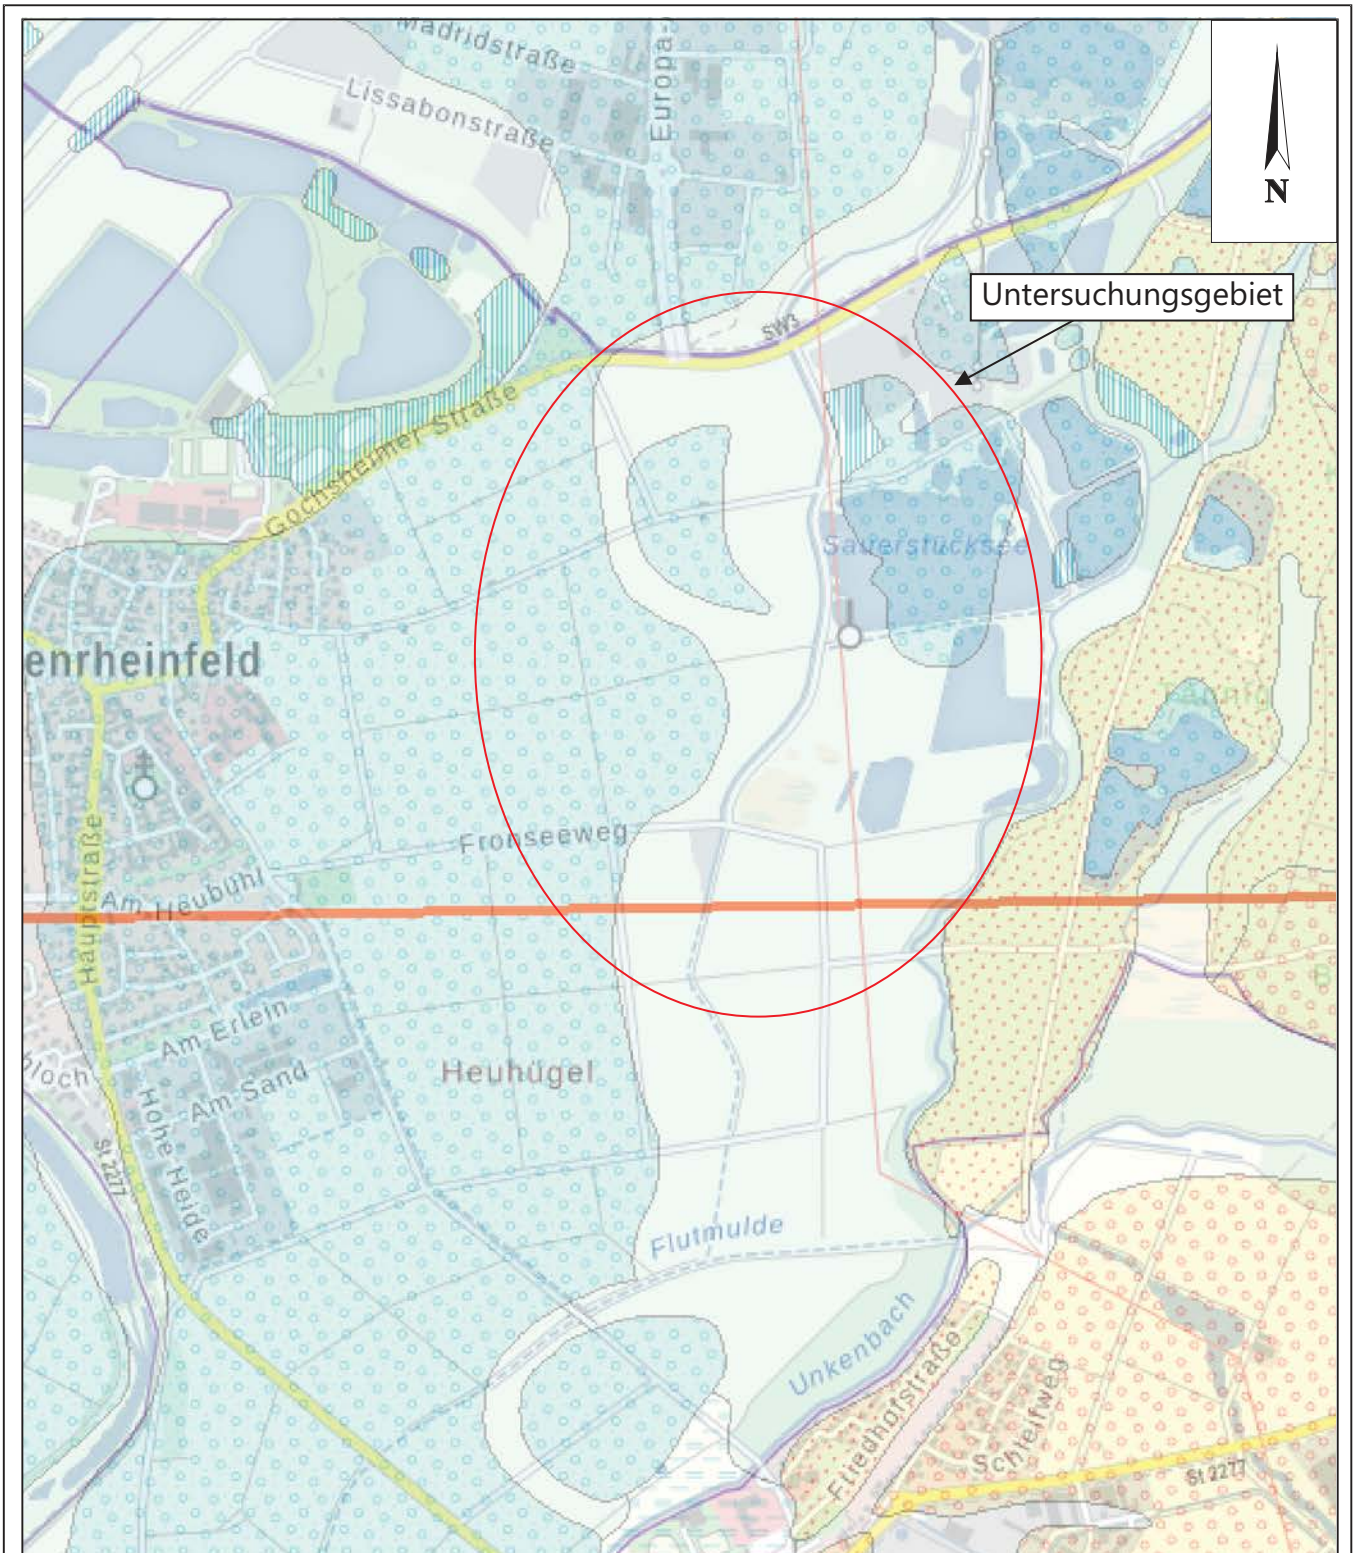 Madridstraße
Lissabonstraße
Europa-
N
Untersuchungsgebiet
SW3
Gochsheimer Straße
Sauerstücksee
enrheinfeld
Fronseeweg
Hauptstraße
Am Heubühl
Am Erlein
Am Sand
Heuhügel
loch
Hohe Heide
St 2277
Flutmulde
Unkenbach
Friedhofstraße
Schleifweg
St 2277